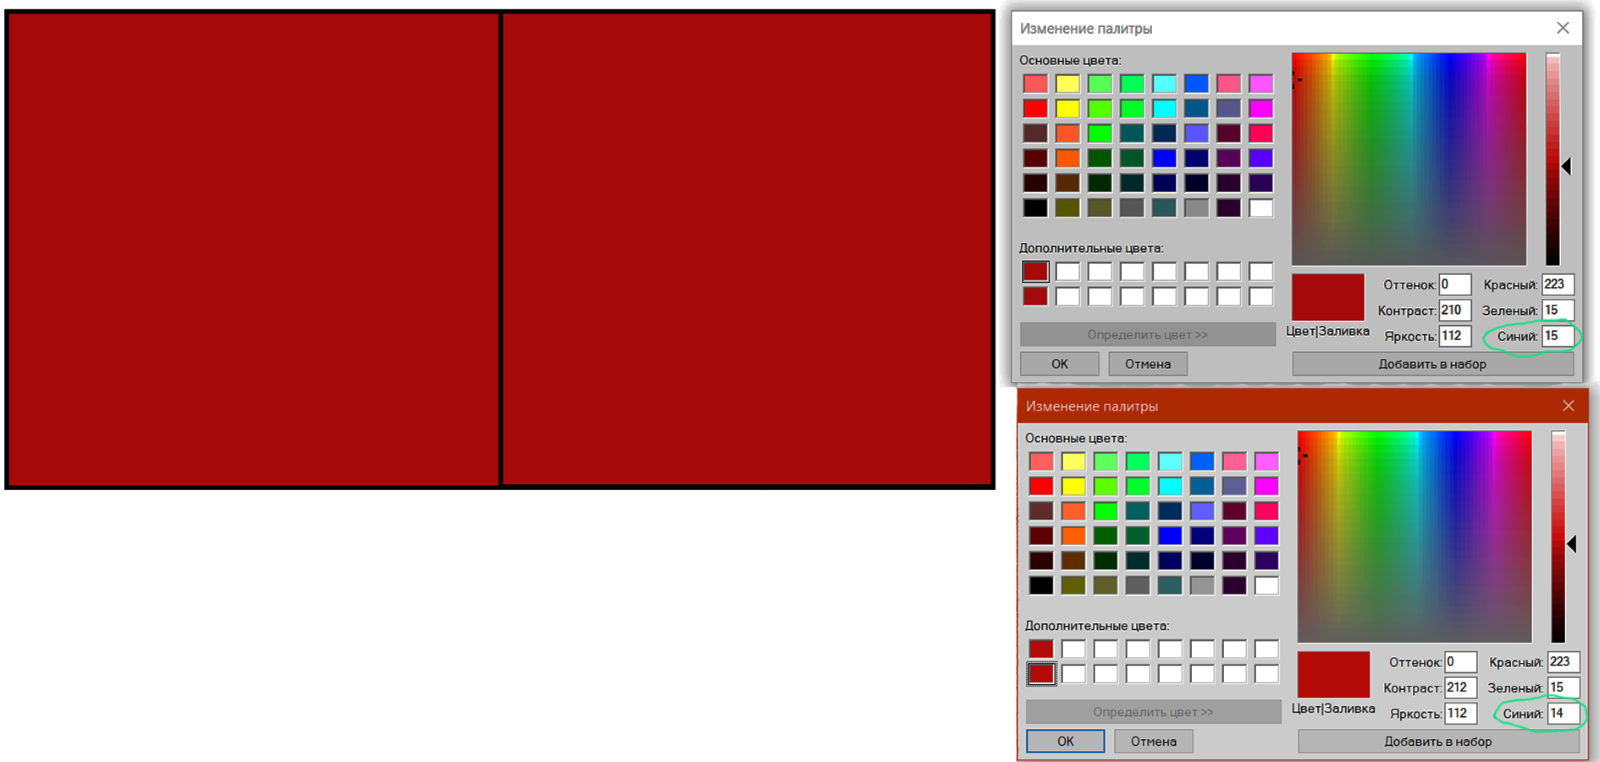 Изменение палитры
Основные цвета:
Дополнительные цвета:
Определить цвет >>
OK
Отмена
Цвет|Заливка
Оттенок: 0
Контраст: 210
Яркость: 112
Красный: 223
Зеленый: 15
Синий: 15
Добавить в набор
Изменение палитры
Основные цвета:
Дополнительные цвета:
Определить цвет >>
OK
Отмена
Цвет|Заливка
Оттенок: 0
Контраст: 212
Яркость: 112
Красный: 223
Зеленый: 15
Синий: 14
Добавить в набор